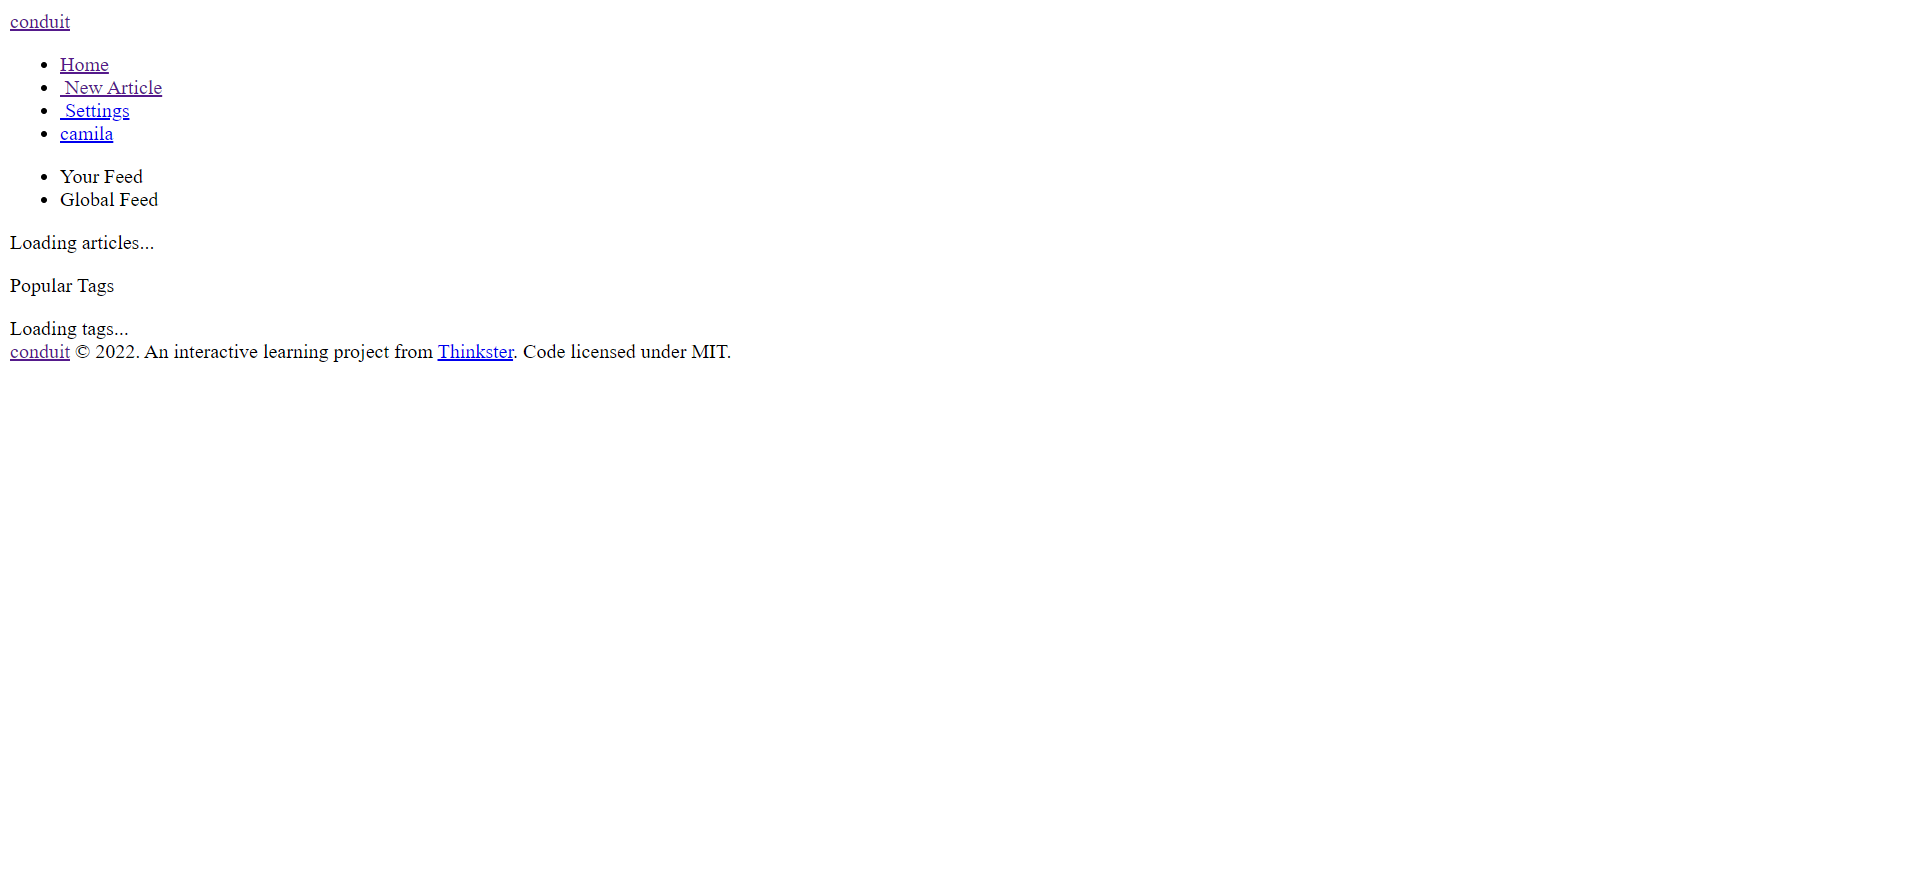 conduit
Home
New Article
Settings
camila
Your Feed
Global Feed
Loading articles...
Popular Tags
Loading tags...
conduit © 2022. An interactive learning project from Thinkster. Code licensed under MIT.